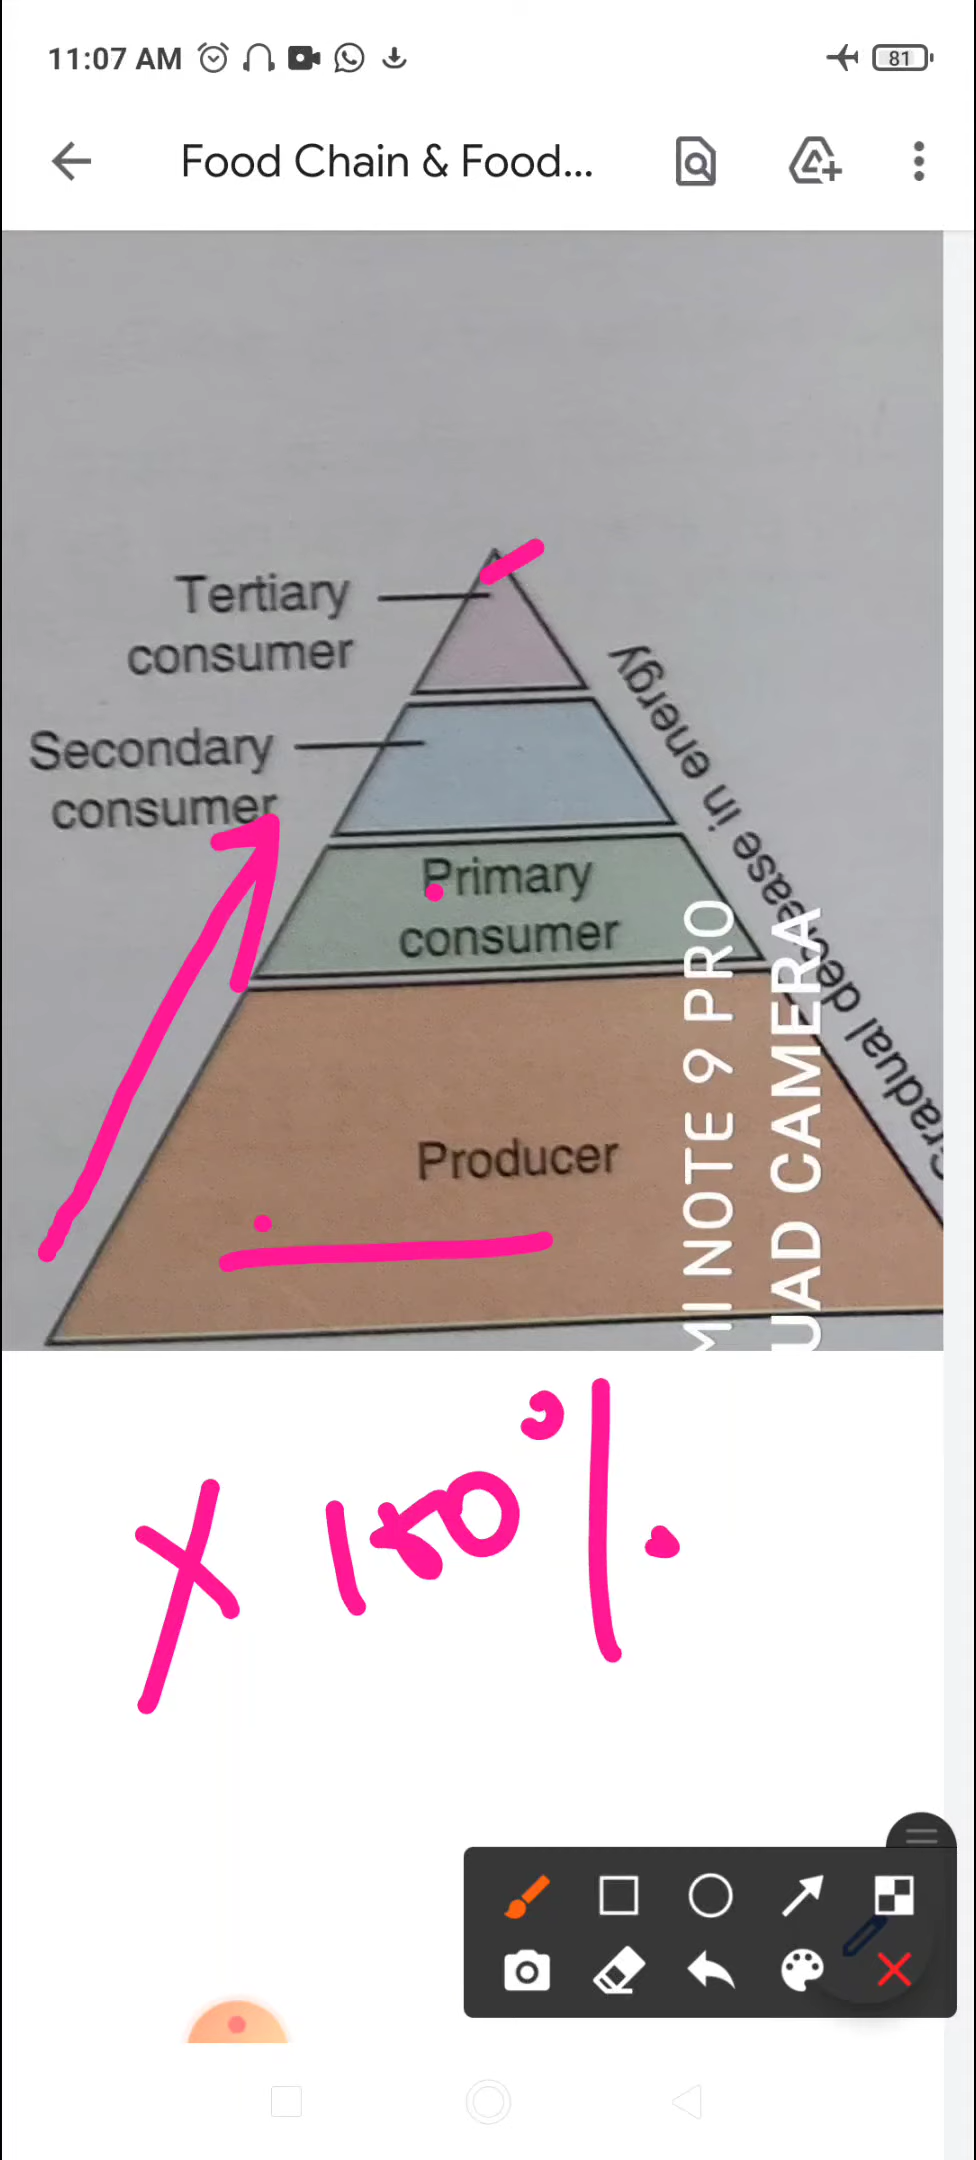 11:07 AM
81
Food Chain & Food...
Tertiary
consumer
Secondary
consumer
Primary
consumer
Producer
Gradual decrease in energy
MI NOTE 9 PRO
UAD CAMERA
X 100%